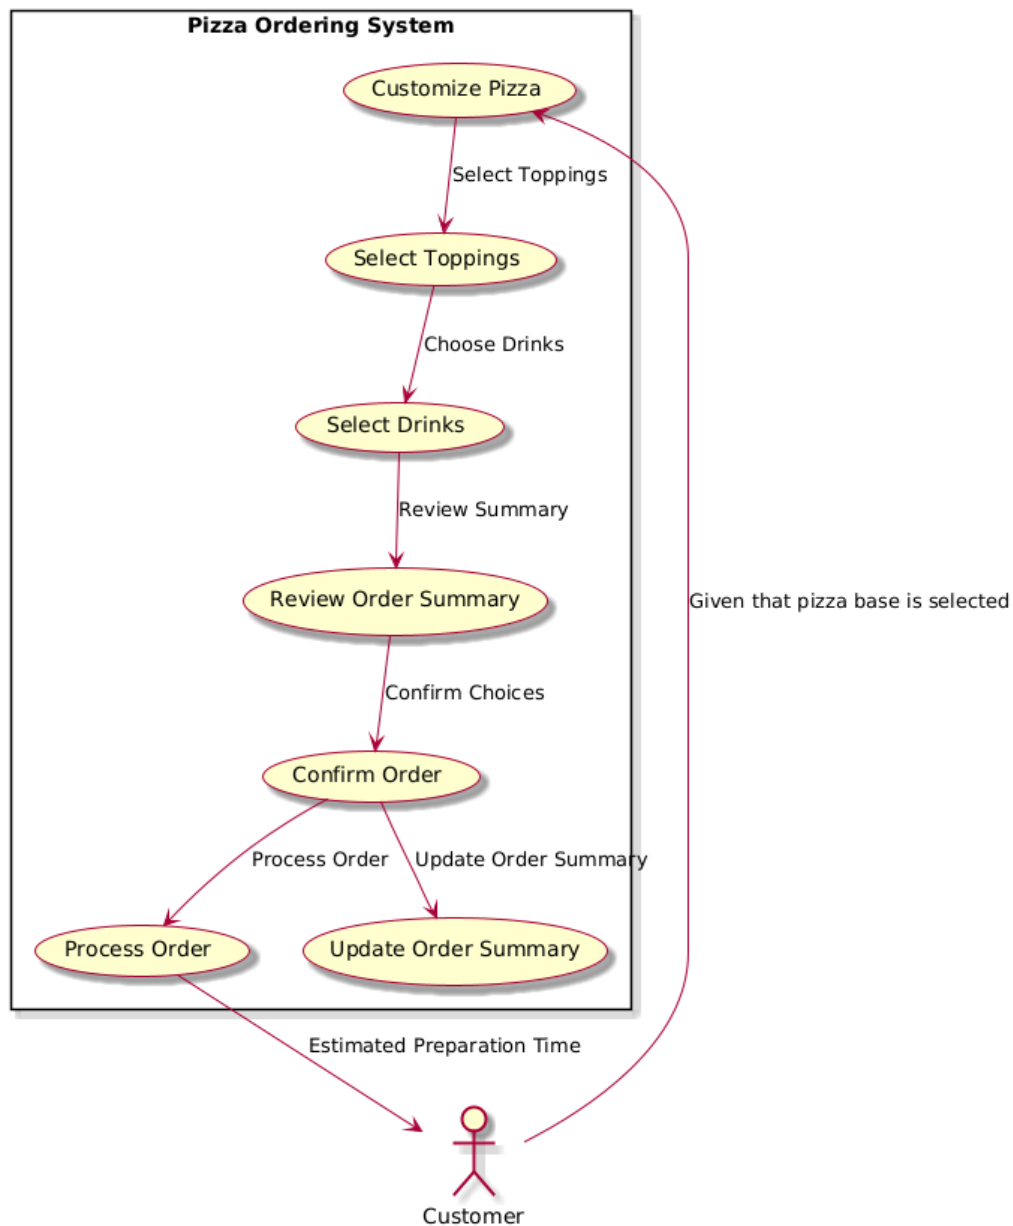 Pizza Ordering System
Customize Pizza
Select Toppings
Select Toppings
Choose Drinks
Select Drinks
Review Summary
Review Order Summary
Given that pizza base is selected
Confirm Choices
Confirm Order
Process Order
Update Order Summary
Process Order
Update Order Summary
Estimated Preparation Time
Customer